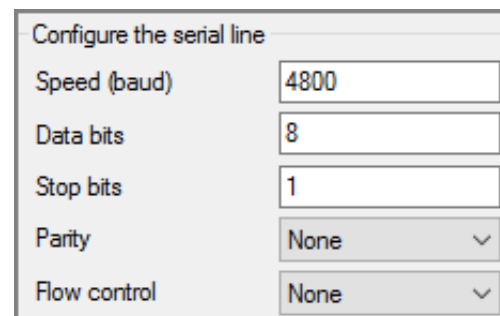 Configure the serial line
Speed (baud) 4800
Data bits 8
Stop bits 1
Parity None
Flow control None